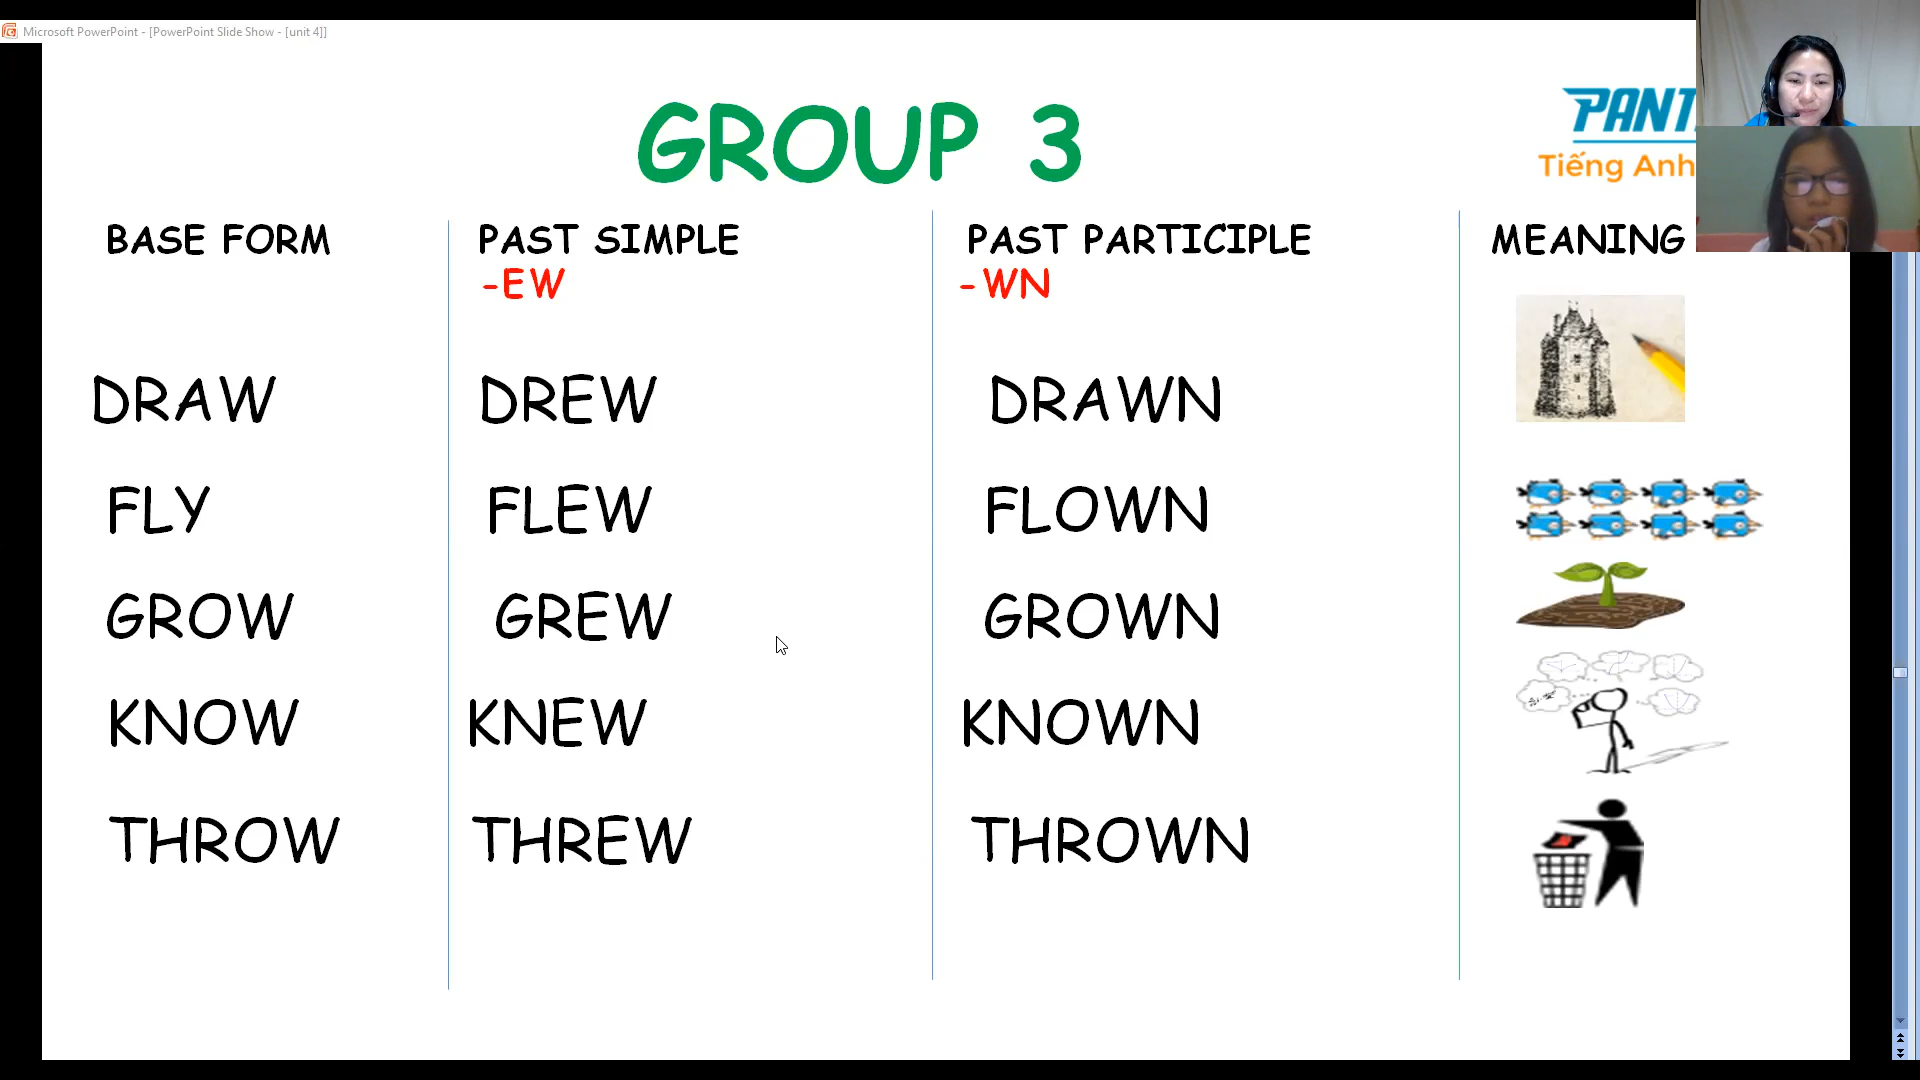 Microsoft PowerPoint - [PowerPoint Slide Show - [unit 4]]
GROUP 3
Tiếng Anh
BASE FORM PAST SIMPLE PAST PARTICIPLE MEANING
-EW -WN
DRAW DREW DRAWN
FLY FLEW FLOWN
GROW GREW GROWN
KNOW KNEW KNOWN
THROW THREW THROWN